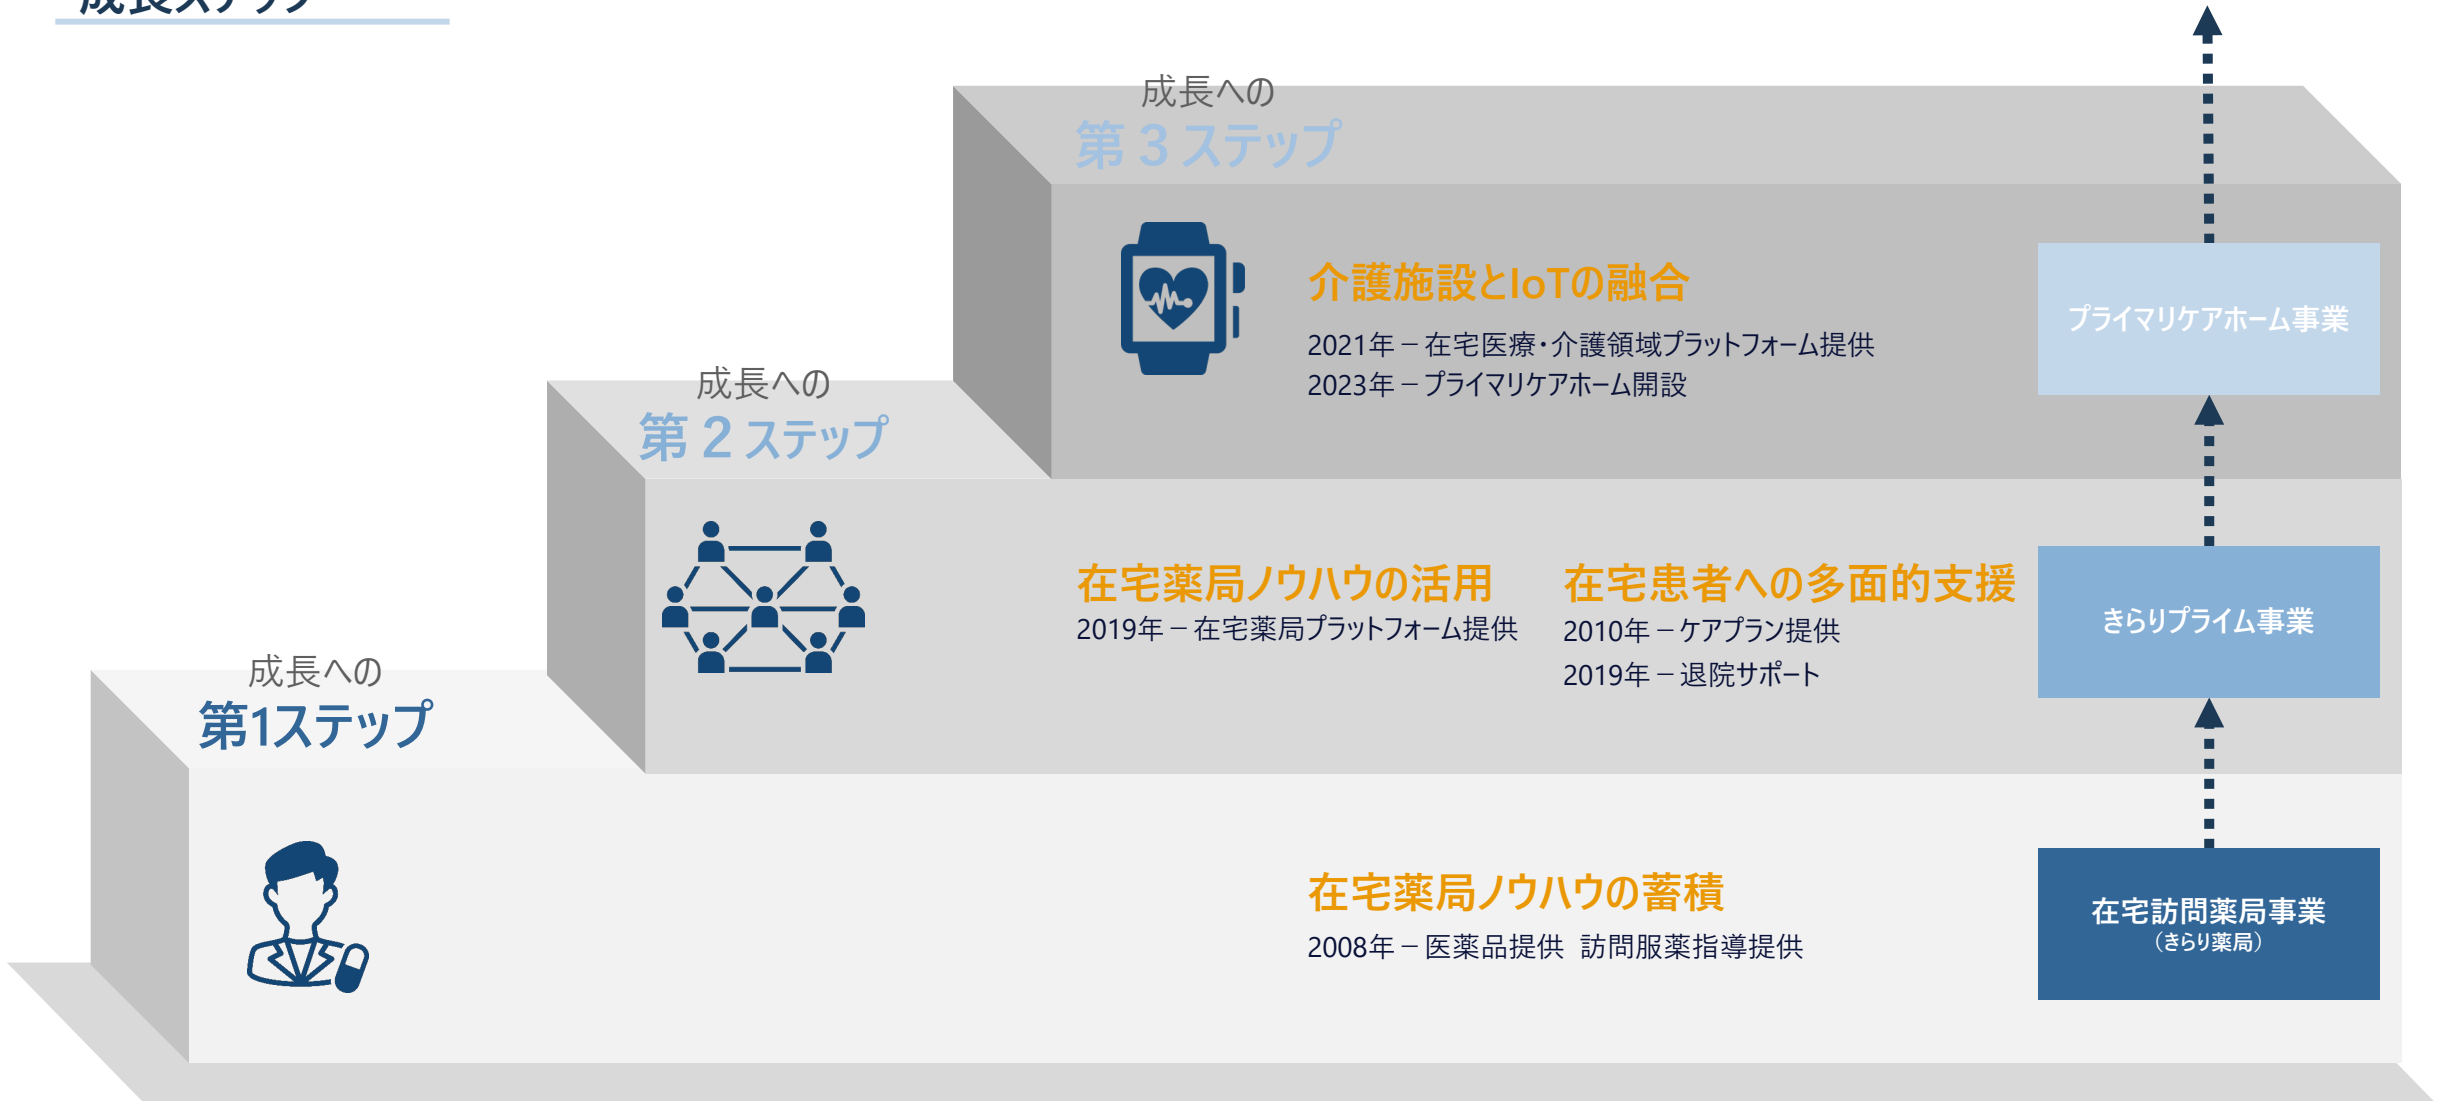 成長ステップ
成長への
第3ステップ
介護施設とIoTの融合
2021年－在宅医療・介護領域プラットフォーム提供
2023年－プライマリケアホーム開設
プライマリケアホーム事業
成長への
第2ステップ
在宅薬局ノウハウの活用
2019年－在宅薬局プラットフォーム提供
在宅患者への多面的支援
2010年－ケアプラン提供
2019年－退院サポート
きらりプライム事業
成長への
第1ステップ
在宅薬局ノウハウの蓄積
2008年－医薬品提供 訪問服薬指導提供
在宅訪問薬局事業
（きらり薬局）